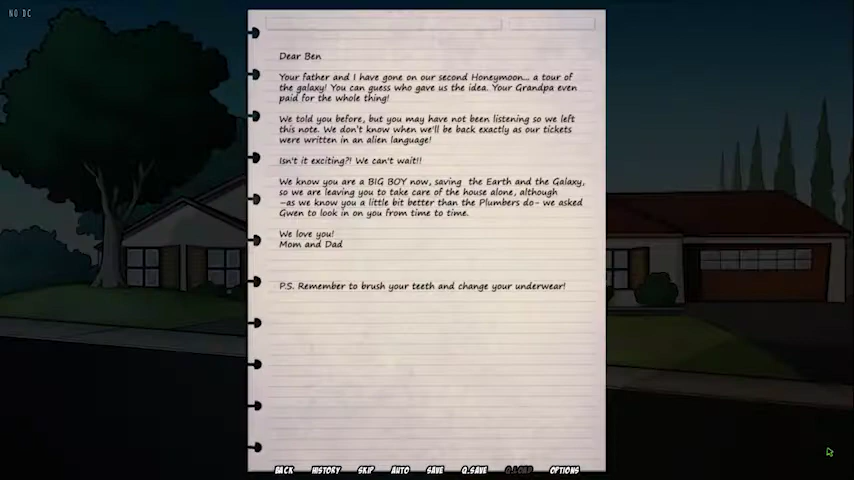 NO DC
Dear Ben
Your father and I have gone on our second Honeymoon... a tour of
the galaxy! You can guess who gave us the idea. Your Grandpa even
paid for the whole thing!
We told you before, but you may have not been listening so we left
this note. We don't know when we'll be back exactly as our tickets
were written in an alien language!
Isn't it exciting?! We can't wait!!
We know you are a BIG BOY now, saving the Earth and the Galaxy,
so we are leaving you to take care of the house alone, although
-as we know you a little bit better than the Plumbers do- we asked
Gwen to look in on you from time to time.
We love you!
Mom and Dad
P.S. Remember to brush your teeth and change your underwear!
BACK HISTORY SKIP AUTO SAVE Q.SAVE Q.LOAD OPTIONS